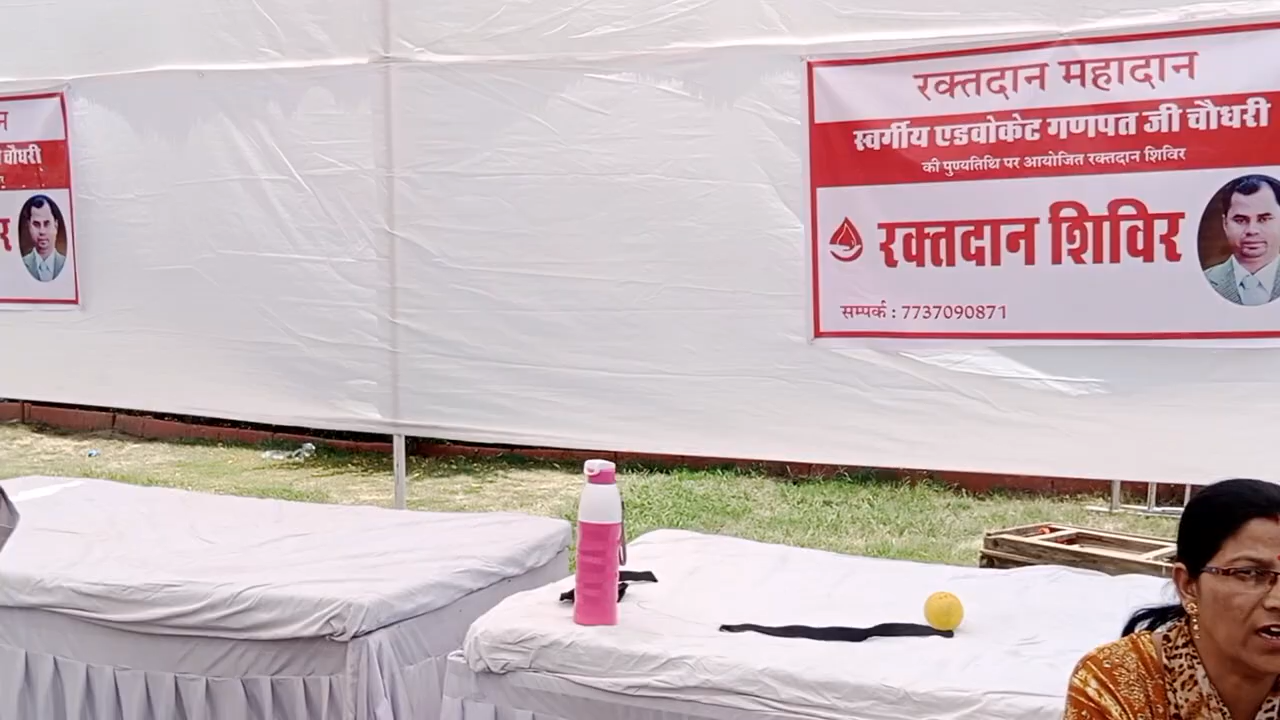 रक्तदान महादान
स्वर्गीय एडवोकेट गणपत जी चौधरी
की पुण्यतिथि पर आयोजित रक्तदान शिविर
रक्तदान शिविर
सम्पर्क : 7737090871
चौधरी